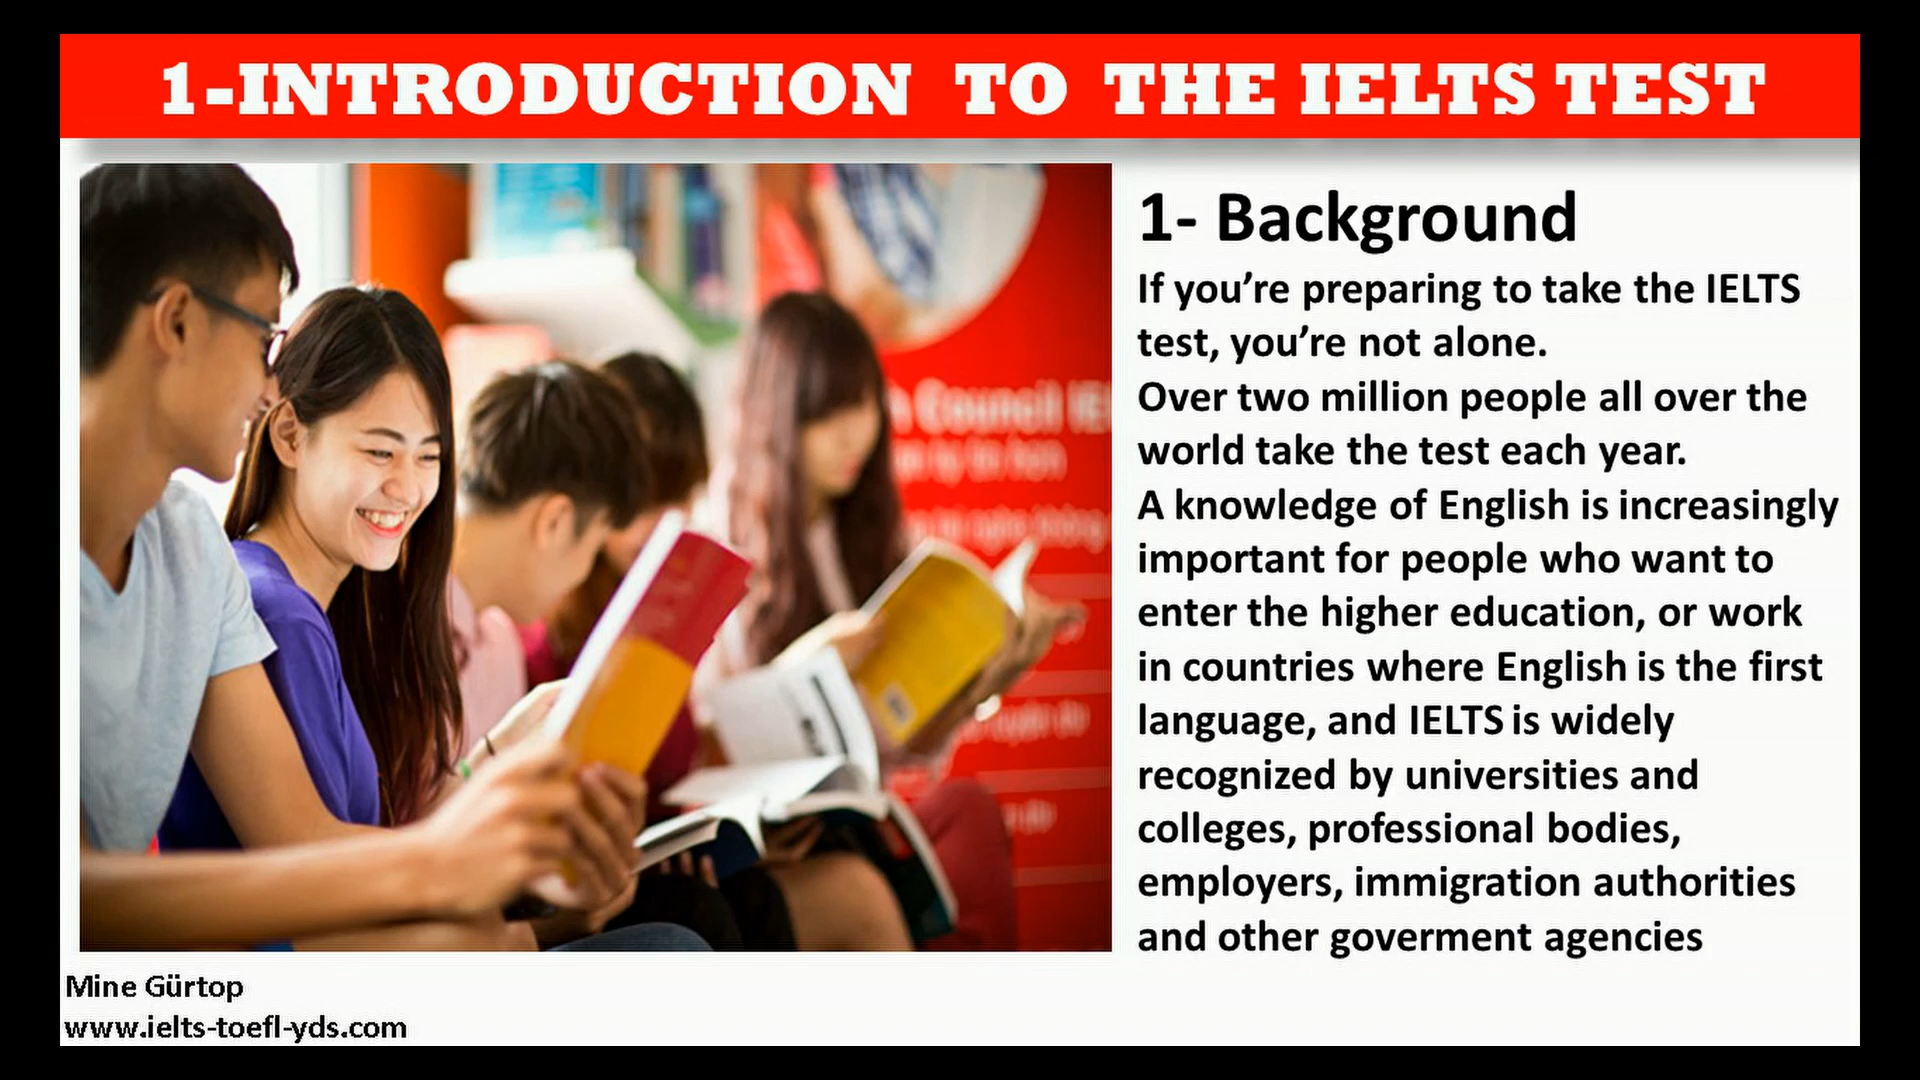 1-INTRODUCTION TO THE IELTS TEST
Council IE
1- Background
If you’re preparing to take the IELTS
test, you’re not alone.
Over two million people all over the
world take the test each year.
A knowledge of English is increasingly
important for people who want to
enter the higher education, or work
in countries where English is the first
language, and IELTS is widely
recognized by universities and
colleges, professional bodies,
employers, immigration authorities
and other goverment agencies
Mine Gürtop
www.ielts-toefl-yds.com